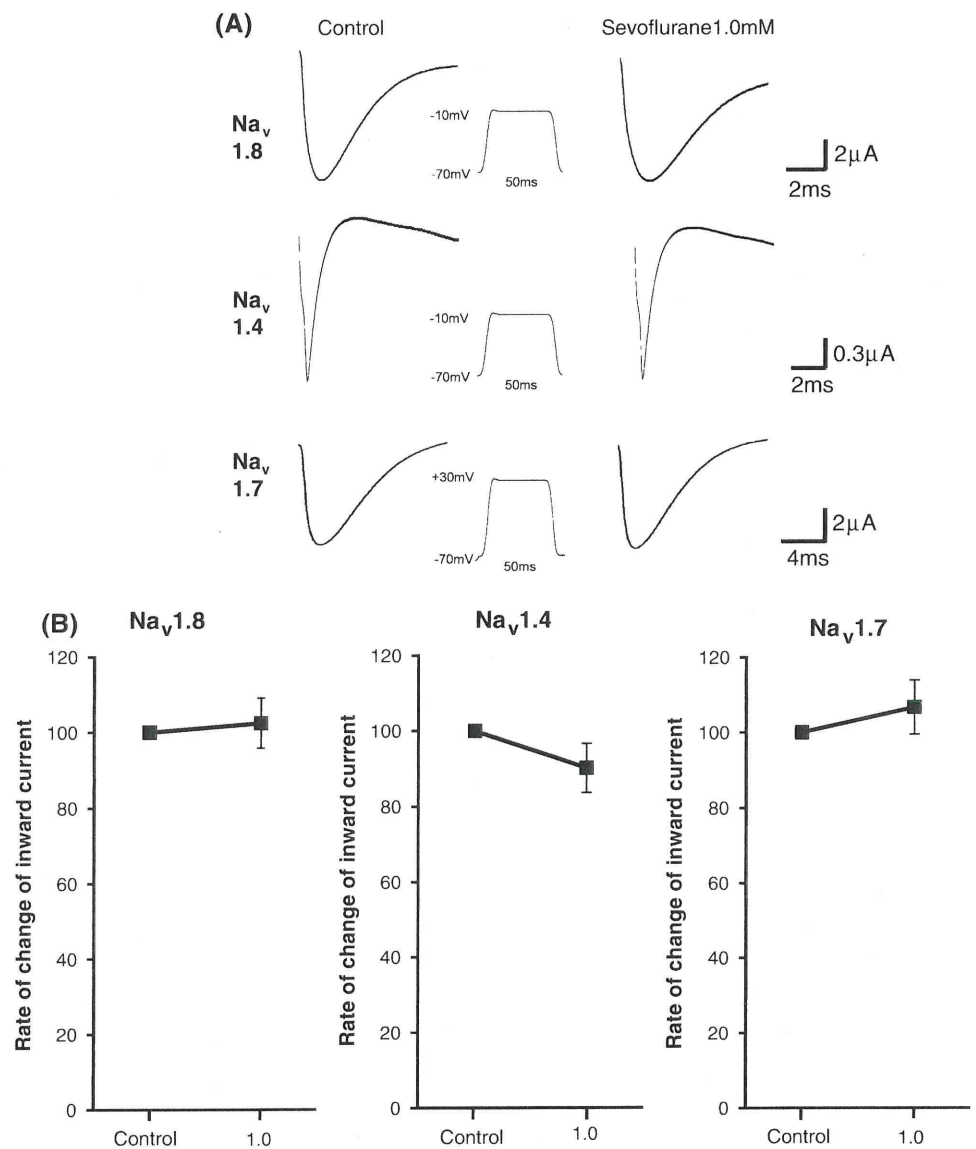 (A)
Control
Sevoflurane1.0mM
Nav
1.8
-10mV
-70mV
50ms
2μA
2ms
Nav
1.4
-10mV
-70mV
50ms
0.3μA
2ms
Nav
1.7
+30mV
-70mV
50ms
2μA
4ms
(B)
Nav1.8
Rate of change of inward current
120
100
80
60
40
20
0
Control
1.0
Nav1.4
Rate of change of inward current
120
100
80
60
40
20
0
Control
1.0
Nav1.7
Rate of change of inward current
120
100
80
60
40
20
0
Control
1.0